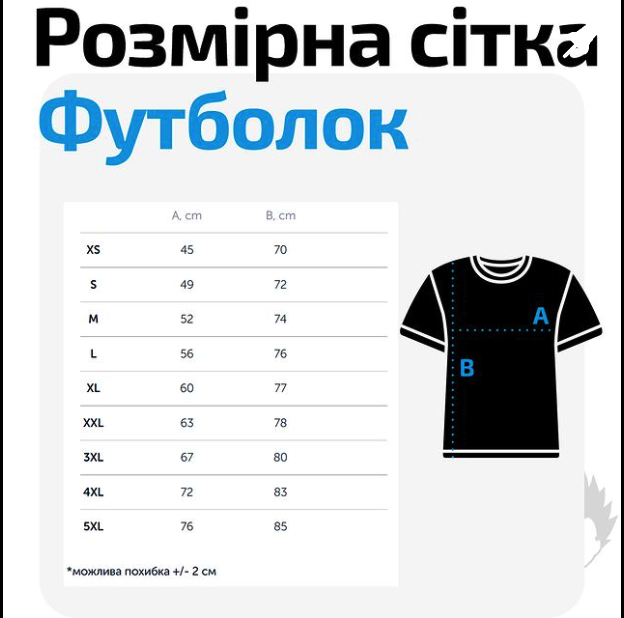 Розмірна сітка
Футболок
A, cm B, cm
XS 45 70
S 49 72
M 52 74
L 56 76
XL 60 77
XXL 63 78
3XL 67 80
4XL 72 83
5XL 76 85
*можлива похибка +/- 2 см
A
B